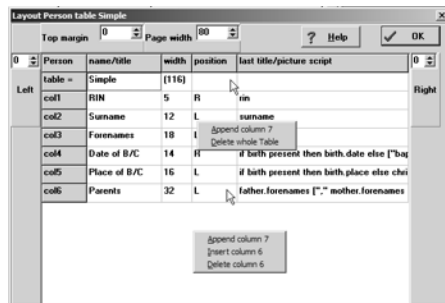 Layout Person table Simple
Top margin 0 Page width 80 ? Help OK
0 Person name/title width position last title/picture script 0
Left table = Simple (116) Right
col1 RIN 5 R rin
col2 Surname 12 L surname
col3 Forenames 18 L
Append column 7
Delete whole Table
col4 Date of B/C 14 R if birth present then birth.date else ["bap
col5 Place of B/C 16 L if birth present then birth.place else chri
col6 Parents 32 L father.forenames ["," mother.forenames
Append column 7
Insert column 6
Delete column 6